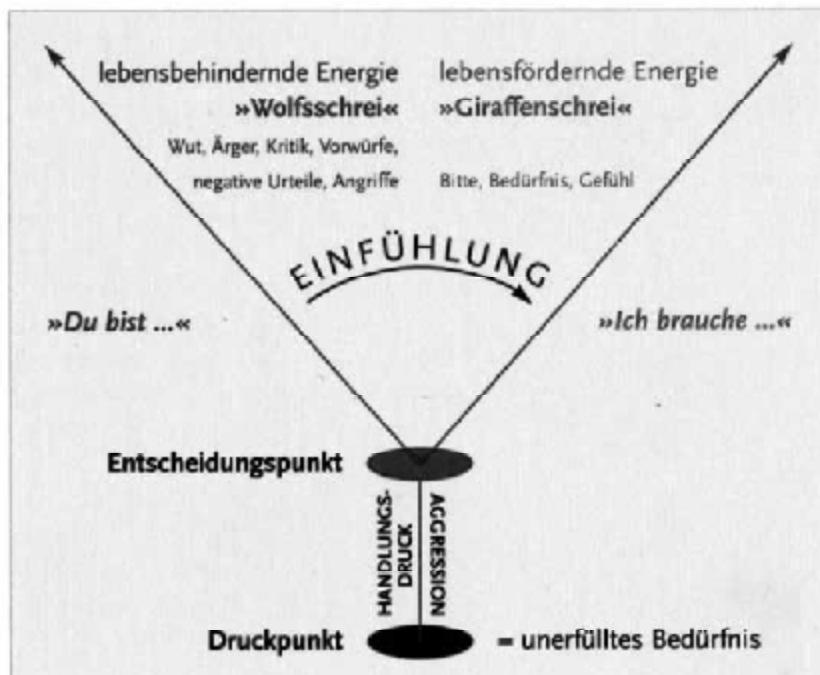 lebensbehindernde Energie
»Wolfsschrei«
Wut, Ärger, Kritik, Vorwürfe,
negative Urteile, Angriffe
lebensfördernde Energie
»Giraffenschrei«
Bitte, Bedürfnis, Gefühl
EINFÜHLUNG
»Du bist ...«
»Ich brauche ...«
Entscheidungspunkt
HANDLUNGS-
DRUCK
AGGRESSION
Druckpunkt
= unerfülltes Bedürfnis